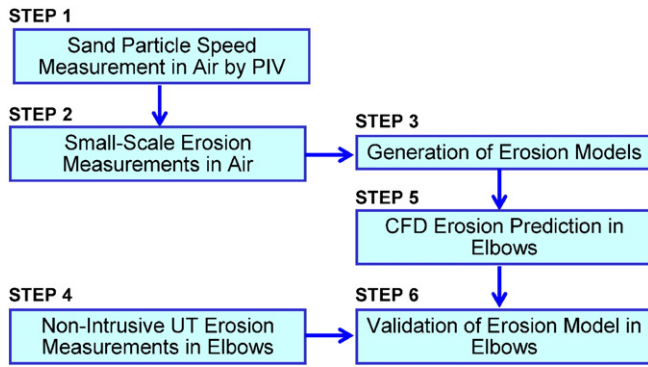 STEP 1
Sand Particle Speed
Measurement in Air by PIV
STEP 2
Small-Scale Erosion
Measurements in Air
STEP 3
Generation of Erosion Models
STEP 5
CFD Erosion Prediction in
Elbows
STEP 4
Non-Intrusive UT Erosion
Measurements in Elbows
STEP 6
Validation of Erosion Model in
Elbows